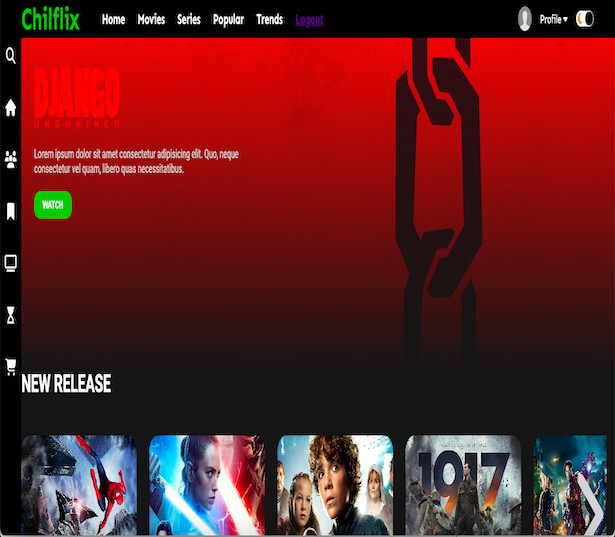 Chilflix
Home Movies Series Popular Trends Logout
Profile ▾
DJANGO
UNCHAINED
Lorem ipsum dolor sit amet consectetur adipisicing elit. Quo, neque
consectetur vel quam, libero quas necessitatibus.
WATCH
NEW RELEASE
1917